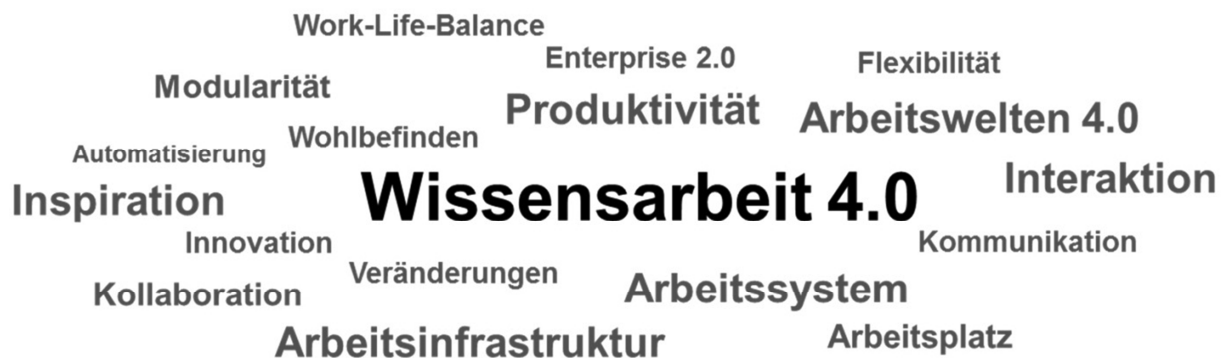 Work-Life-Balance
Enterprise 2.0
Flexibilität
Modularität
Produktivität
Arbeitswelten 4.0
Wohlbefinden
Automatisierung
Wissensarbeit 4.0
Interaktion
Inspiration
Innovation
Kommunikation
Veränderungen
Kollaboration
Arbeitssystem
Arbeitsinfrastruktur
Arbeitsplatz